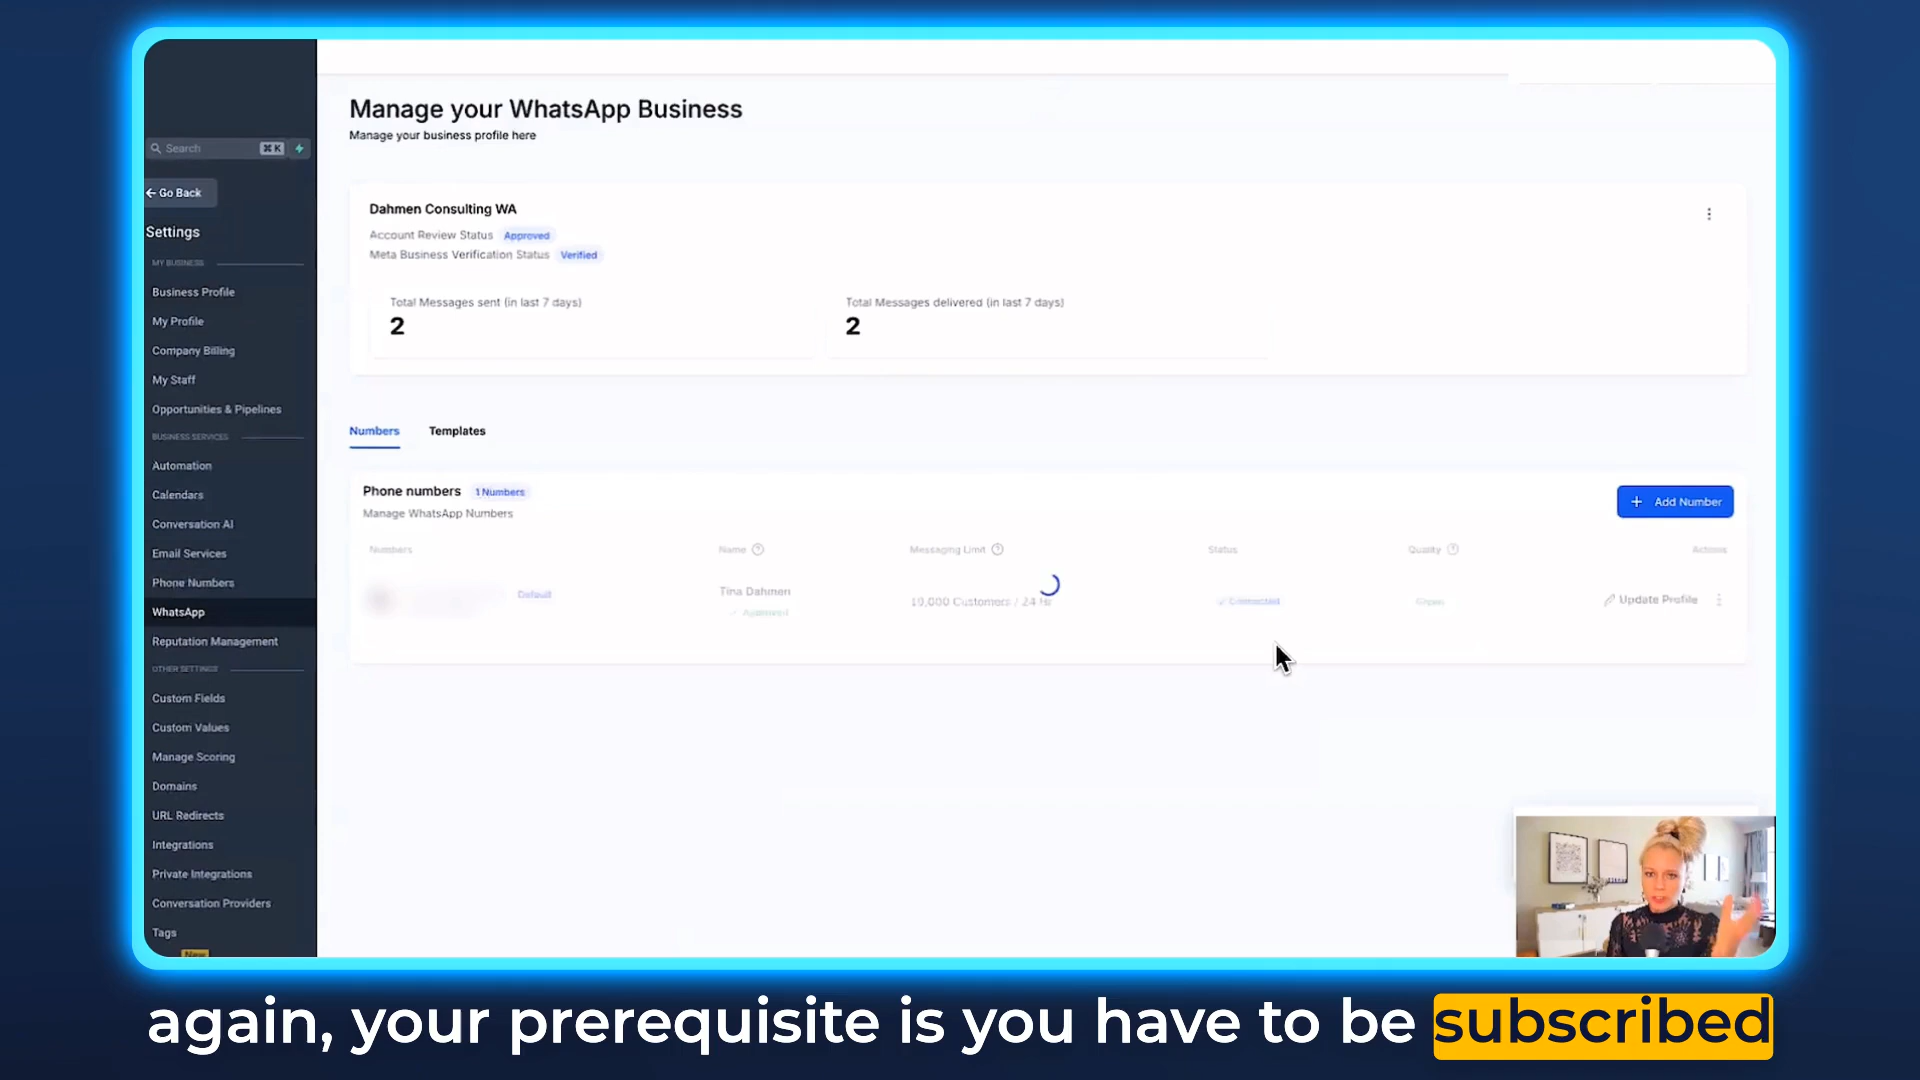 Search
⌘ K
Go Back
Settings
MY BUSINESS
Business Profile
My Profile
Company Billing
My Staff
Opportunities & Pipelines
BUSINESS SERVICES
Automation
Calendars
Conversation AI
Email Services
Phone Numbers
WhatsApp
Reputation Management
OTHER SETTINGS
Custom Fields
Custom Values
Manage Scoring
Domains
URL Redirects
Integrations
Private Integrations
Conversation Providers
Tags
New
Manage your WhatsApp Business
Manage your business profile here
Dahmen Consulting WA
Account Review Status Approved
Meta Business Verification Status Verified
Total Messages sent (in last 7 days)
2
Total Messages delivered (in last 7 days)
2
Numbers Templates
Phone numbers 1 Numbers
Manage WhatsApp Numbers
+ Add Number
Numbers Name Messaging Limit Status Quality Actions
Default Tina Dahmen 10,000 Customers / 24 Hr Connected Green Update Profile
Approved
again, your prerequisite is you have to be subscribed